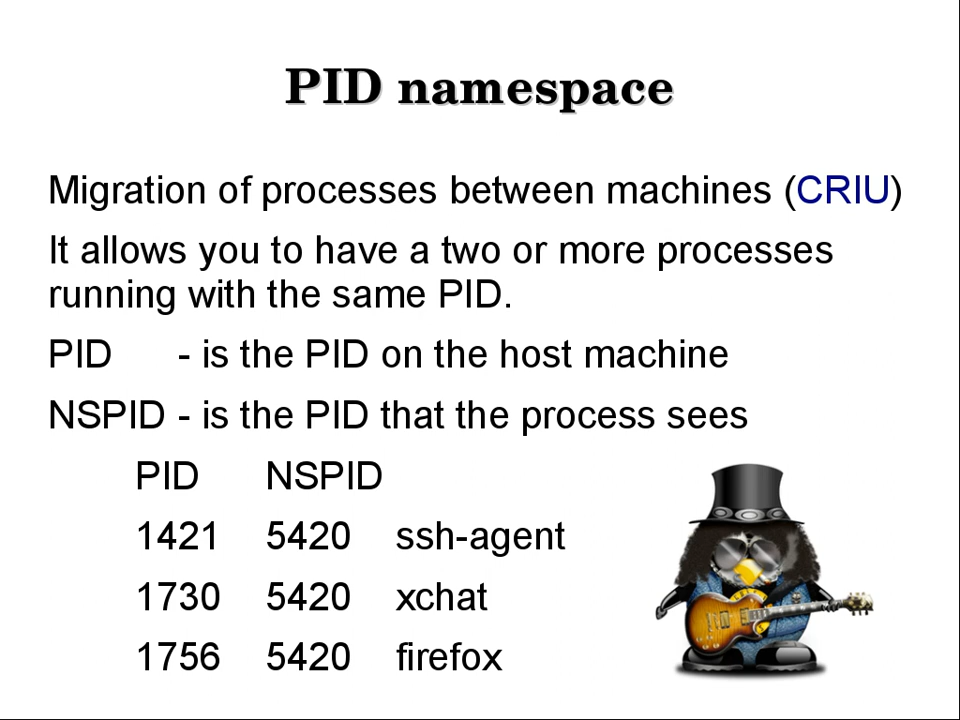 PID namespace
Migration of processes between machines (CRIU)
It allows you to have a two or more processes
running with the same PID.
PID - is the PID on the host machine
NSPID - is the PID that the process sees
PID NSPID
1421 5420 ssh-agent
1730 5420 xchat
1756 5420 firefox